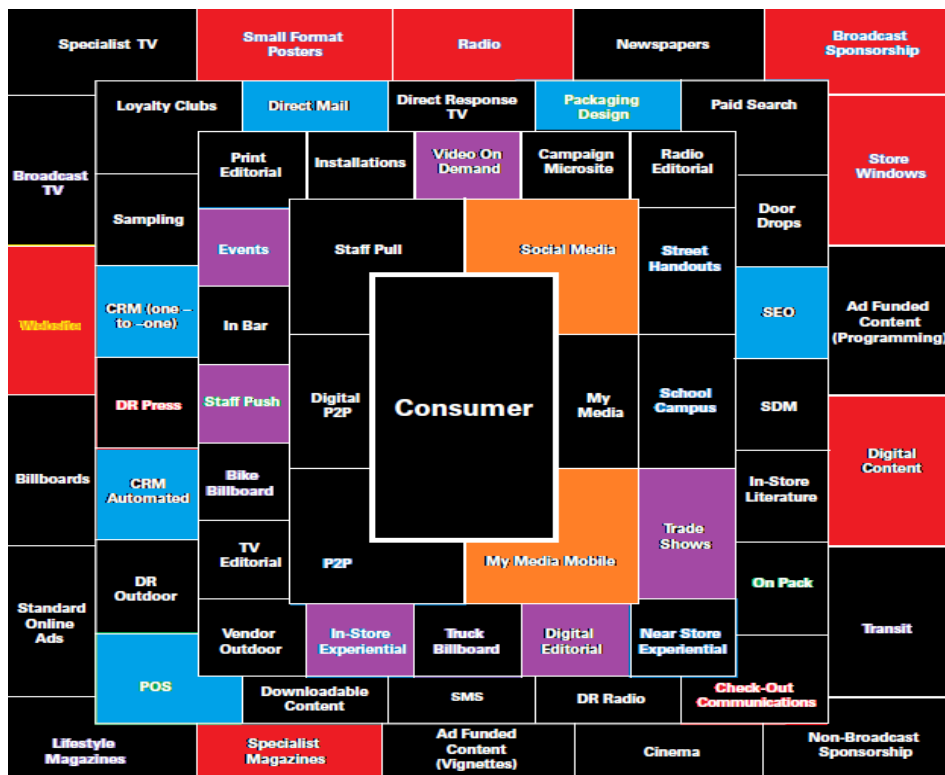 Specialist TV
Small Format
Posters
Radio
Newspapers
Broadcast
Sponsorship
Loyalty Clubs
Direct Mail
Direct Response
TV
Packaging
Design
Paid Search
Broadcast
TV
Print
Editorial
Installations
Video On
Demand
Campaign
Microsite
Radio
Editorial
Store
Windows
Sampling
Door
Drops
Events
Staff Pull
Social Media
Street
Handouts
Website
CRM (one –
to –one)
In Bar
SEO
Ad Funded
Content
(Programming)
DR Press
Staff Push
Digital
P2P
Consumer
My
Media
School
Campus
SDM
Billboards
CRM
Automated
Bike
Billboard
In-Store
Literature
Digital
Content
TV
Editorial
P2P
My Media Mobile
Trade
Shows
DR
Outdoor
On Pack
Standard
Online
Ads
Vendor
Outdoor
In-Store
Experiential
Truck
Billboard
Digital
Editorial
Near Store
Experiential
Transit
POS
Downloadable
Content
SMS
DR Radio
Check-Out
Communications
Lifestyle
Magazines
Specialist
Magazines
Ad Funded
Content
(Vignettes)
Cinema
Non-Broadcast
Sponsorship